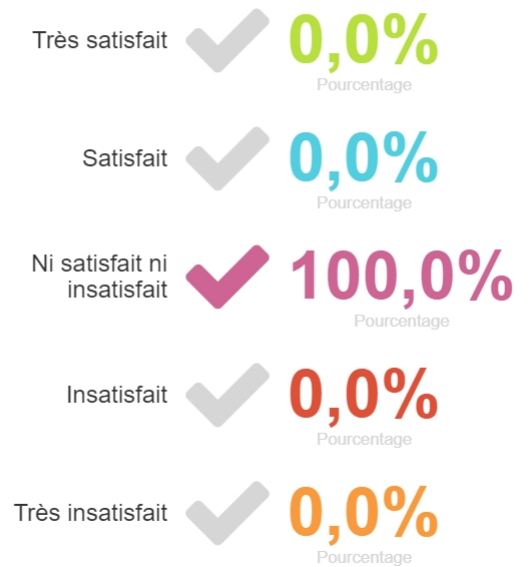 Très satisfait
0,0%
Pourcentage
Satisfait
0,0%
Pourcentage
Ni satisfait ni
insatisfait
100,0%
Pourcentage
Insatisfait
0,0%
Pourcentage
Très insatisfait
0,0%
Pourcentage